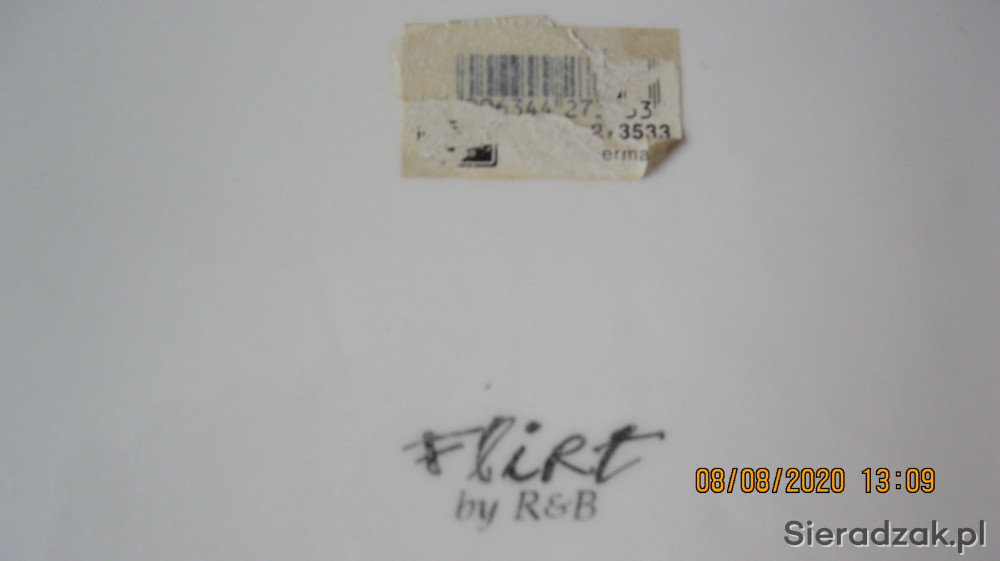 3533
FliRt
by R&B
08/08/2020 13:09
Sieradzak.pl